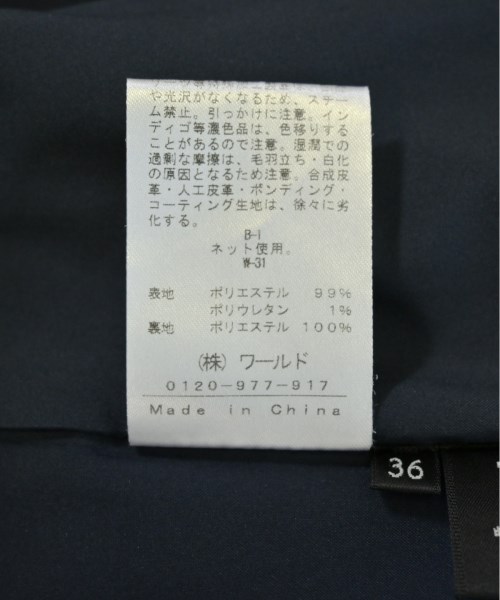 や光沢がなくなるため、スチー
ム禁止。引っかけに注意。イン
ディゴ等濃色品は、色移りする
ことがあるので注意。湿潤での
過剰な摩擦は、毛羽立ち・白化
の原因となるため注意。合成皮
革・人工皮革・ボンディング・
コーティング生地は、徐々に劣
化する。
B-I
ネット使用。
W-31
表地 ポリエステル 99%
ポリウレタン 1%
裏地 ポリエステル 100%
(株) ワールド
0120-977-917
Made in China
36